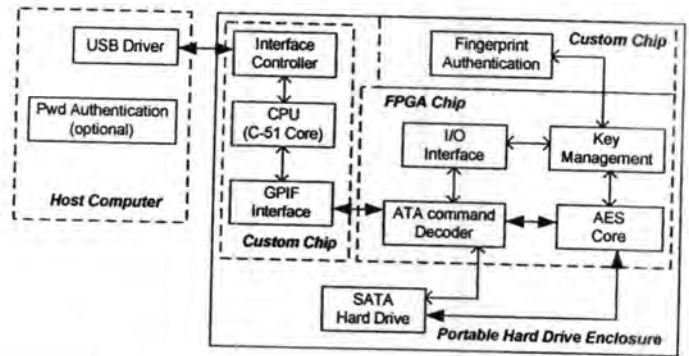 USB Driver
Pwd Authentication
(optional)
Host Computer
Interface
Controller
CPU
(C-51 Core)
GPIF
Interface
Custom Chip
Fingerprint
Authentication
Custom Chip
FPGA Chip
I/O
Interface
Key
Management
ATA command
Decoder
AES
Core
SATA
Hard Drive
Portable Hard Drive Enclosure